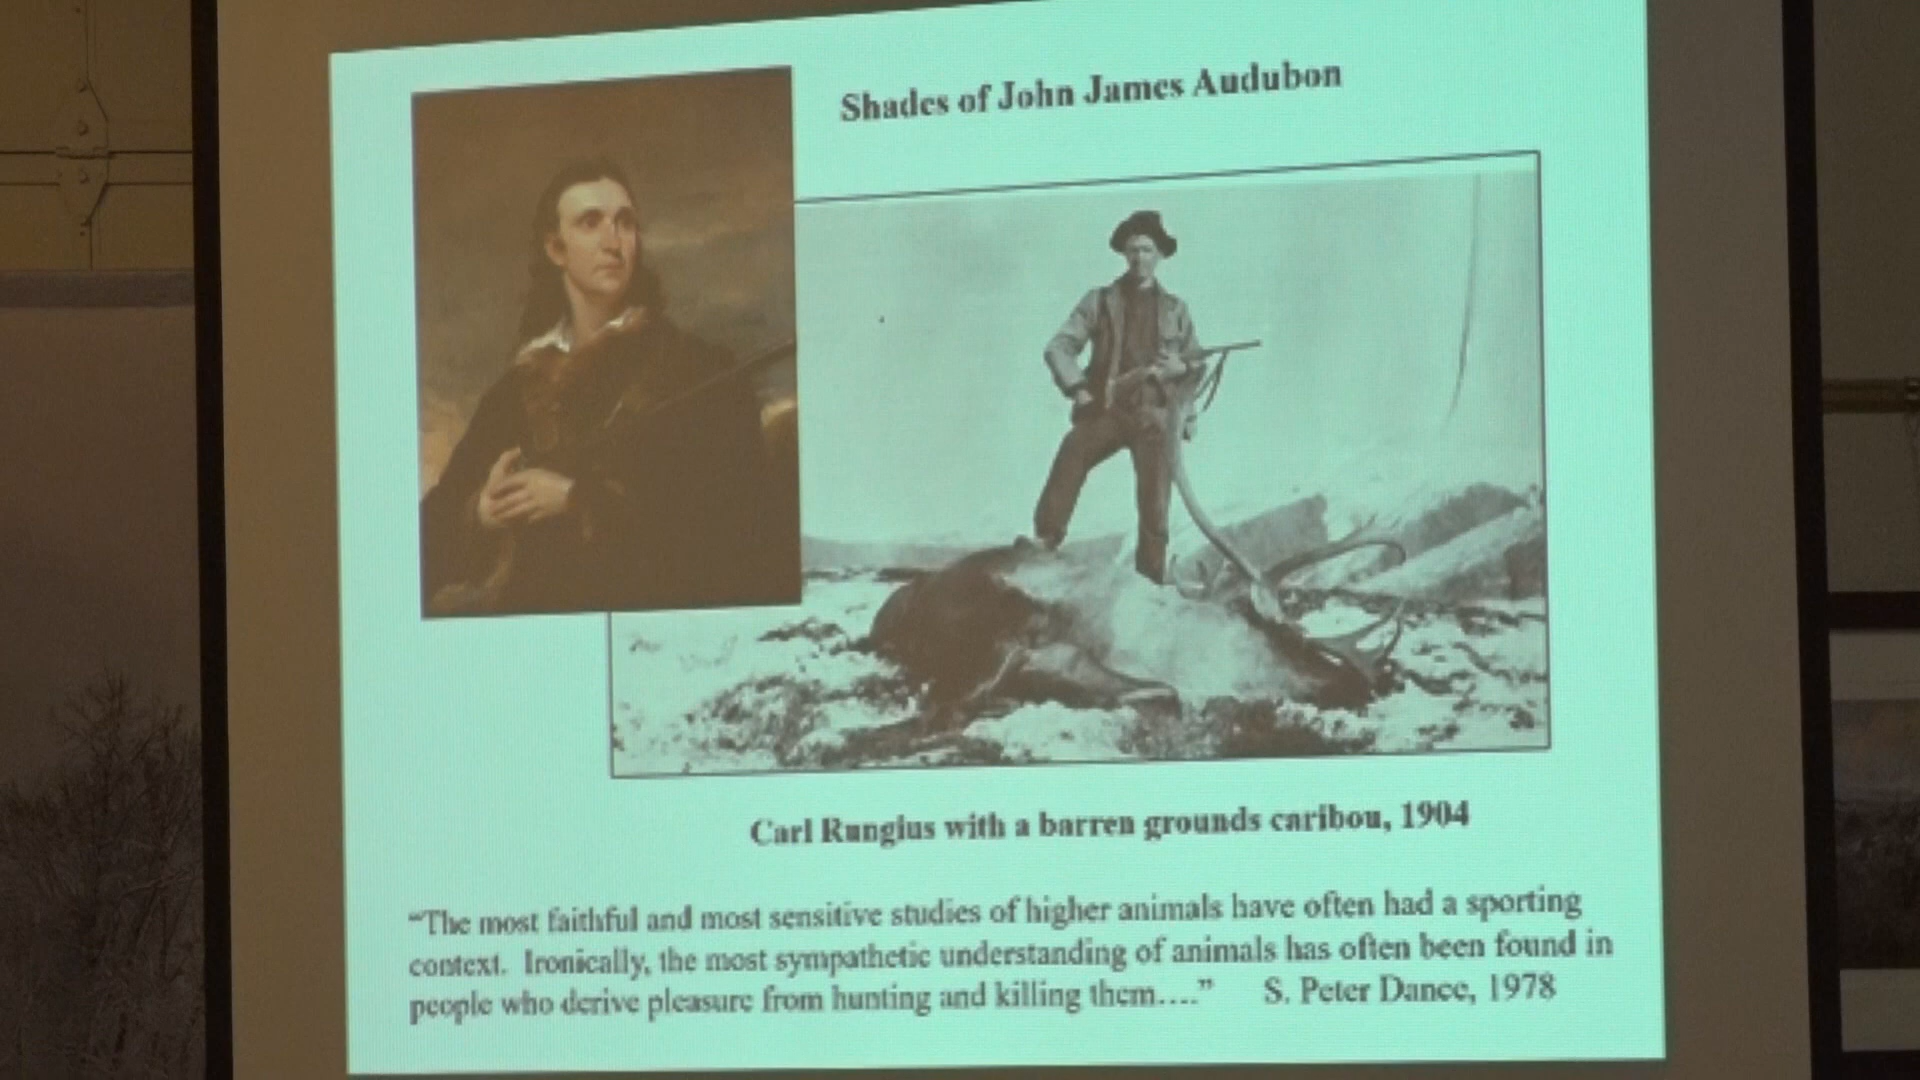 Shades of John James Audubon
Carl Rungius with a barren grounds caribou, 1904
“The most faithful and most sensitive studies of higher animals have often had a sporting
context.  Ironically, the most sympathetic understanding of animals has often been found in
people who derive pleasure from hunting and killing them….”   S. Peter Dance, 1978